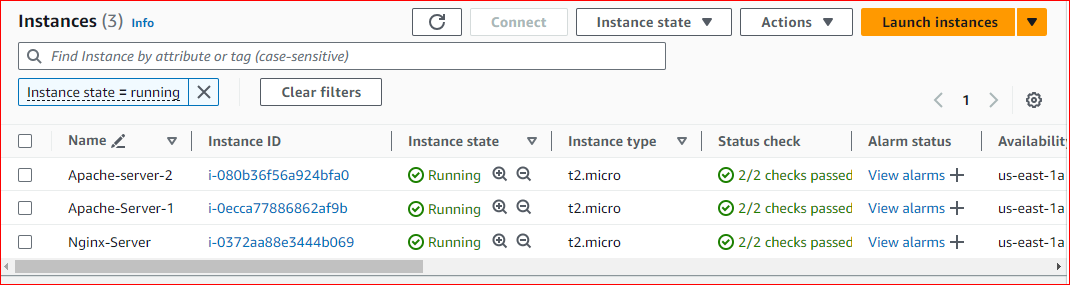 Instances (3) Info Connect Instance state Actions Launch instances
Find Instance by attribute or tag (case-sensitive)
Instance state = running Clear filters
1
Name Instance ID Instance state Instance type Status check Alarm status Availability
Apache-server-2 i-080b36f56a924bfa0 Running t2.micro 2/2 checks passed View alarms us-east-1a
Apache-Server-1 i-0ecca77886862af9b Running t2.micro 2/2 checks passed View alarms us-east-1a
Nginx-Server i-0372aa88e3444b069 Running t2.micro 2/2 checks passed View alarms us-east-1a